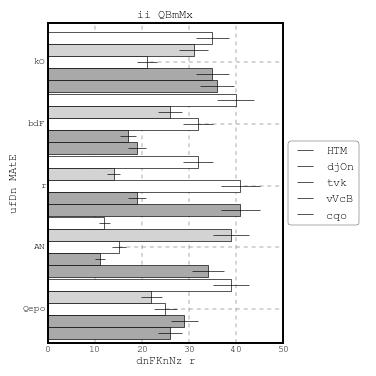 ii QBmMx
ko
bdF
r
AN
Qepo
ufDn MAtE
0 10 20 30 40 50
dnFKnNz r
HTM
djOn
tvk
vVcB
cqo